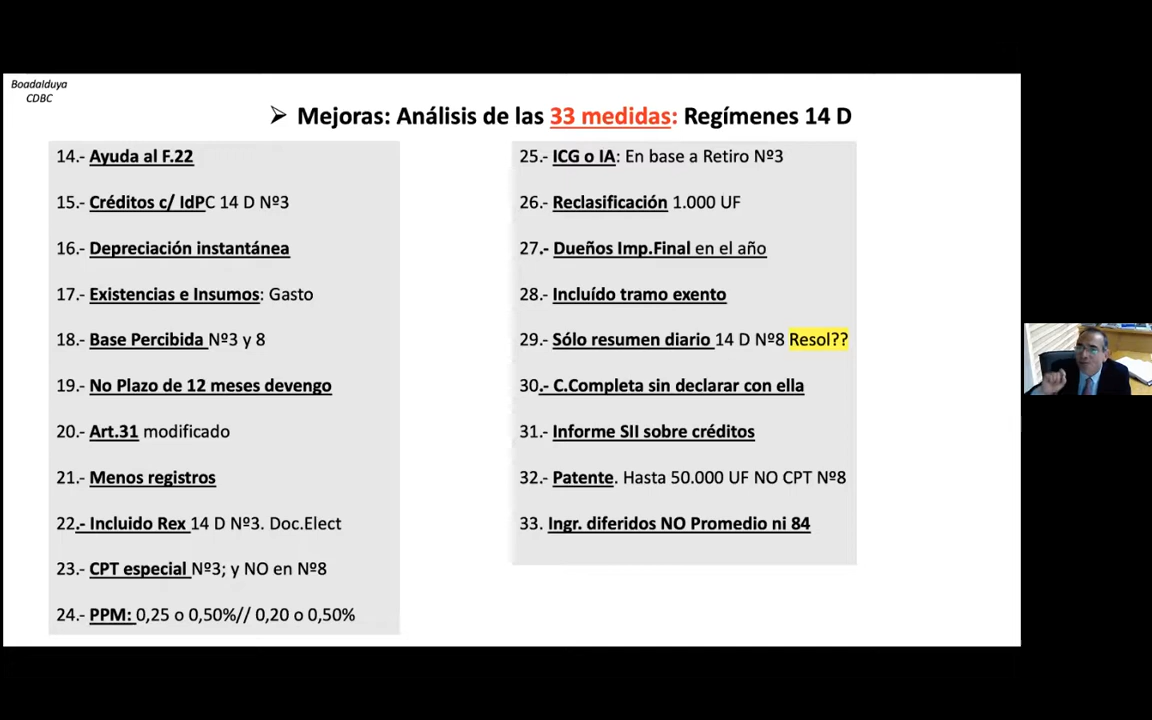 Boadalduya
CDBC
➢ Mejoras: Análisis de las 33 medidas: Regímenes 14 D
14.- Ayuda al F.22
15.- Créditos c/ IdPC 14 D Nº3
16.- Depreciación instantánea
17.- Existencias e Insumos: Gasto
18.- Base Percibida Nº3 y 8
19.- No Plazo de 12 meses devengo
20.- Art.31 modificado
21.- Menos registros
22.- Incluido Rex 14 D Nº3. Doc.Elect
23.- CPT especial Nº3; y NO en Nº8
24.- PPM: 0,25 o 0,50%// 0,20 o 0,50%
25.- ICG o IA: En base a Retiro Nº3
26.- Reclasificación 1.000 UF
27.- Dueños Imp.Final en el año
28.- Incluído tramo exento
29.- Sólo resumen diario 14 D Nº8 Resol??
30.- C.Completa sin declarar con ella
31.- Informe SII sobre créditos
32.- Patente. Hasta 50.000 UF NO CPT Nº8
33. Ingr. diferidos NO Promedio ni 84